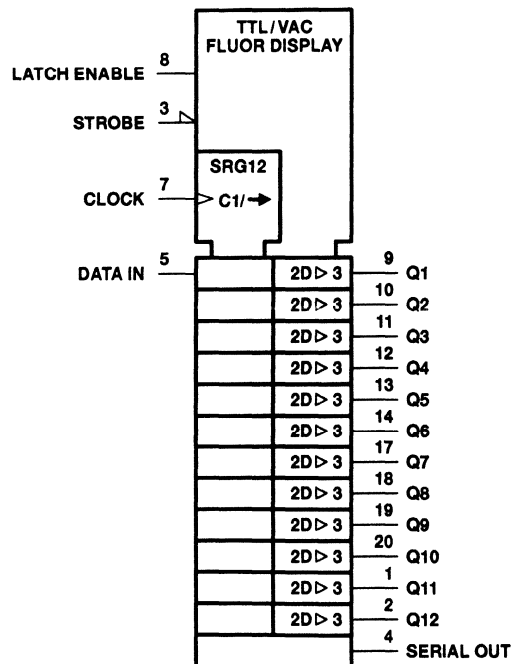 TTL/VAC
FLUOR DISPLAY
8
LATCH ENABLE
3
STROBE
SRG12
7
CLOCK
C1/→
5
DATA IN
2D▷ 3
9
Q1
2D▷ 3
10
Q2
2D▷ 3
11
Q3
2D▷ 3
12
Q4
2D▷ 3
13
Q5
2D▷ 3
14
Q6
2D▷ 3
17
Q7
2D▷ 3
18
Q8
2D▷ 3
19
Q9
2D▷ 3
20
Q10
2D▷ 3
1
Q11
2D▷ 3
2
Q12
4
SERIAL OUT